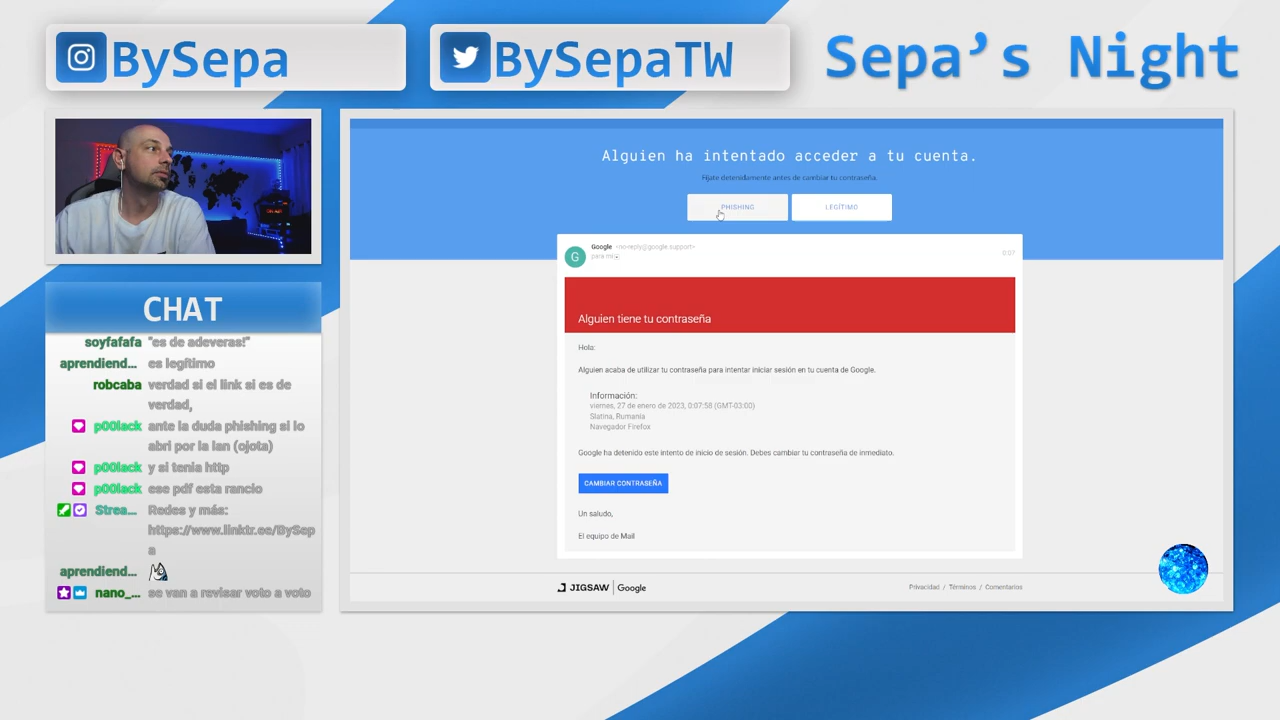 BySepa
BySepaTW
Sepa's Night
CHAT
soyfafafa "es de adeveras!"
aprendiend... es legítimo
robcaba verdad si el link si es de
verdad,
p00lack ante la duda phishing si lo
abri por la lan (ojota)
p00lack y si tenia http
p00lack ese pdf esta rancio
Strea... Redes y más:
https://www.linktr.ee/BySep
a
aprendiend...
nano_... se van a revisar voto a voto
Alguien ha intentado acceder a tu cuenta.
Fíjate detenidamente antes de cambiar tu contraseña.
PHISHING
LEGÍTIMO
G
Google <no-reply@google.support>
para mí
0:07
Alguien tiene tu contraseña
Hola:
Alguien acaba de utilizar tu contraseña para intentar iniciar sesión en tu cuenta de Google.
Información:
viernes, 27 de enero de 2023, 0:07:58 (GMT-03:00)
Slatina, Rumania
Navegador Firefox
Google ha detenido este intento de inicio de sesión. Debes cambiar tu contraseña de inmediato.
CAMBIAR CONTRASEÑA
Un saludo,
El equipo de Mail
JIGSAW | Google
Privacidad / Términos / Comentarios